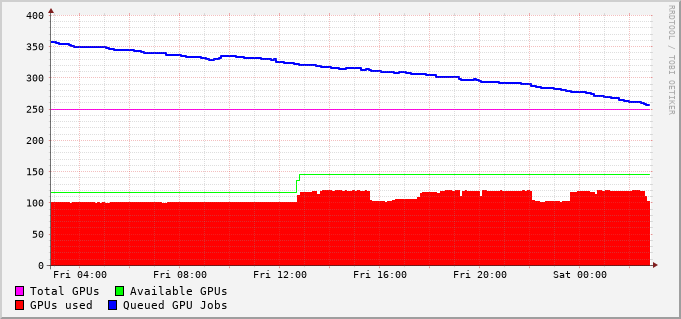 400
350
300
250
200
150
100
50
0
Fri 04:00 Fri 08:00 Fri 12:00 Fri 16:00 Fri 20:00 Sat 00:00
Total GPUs Available GPUs
GPUs used Queued GPU Jobs
RRDTOOL / TOBI OETIKER